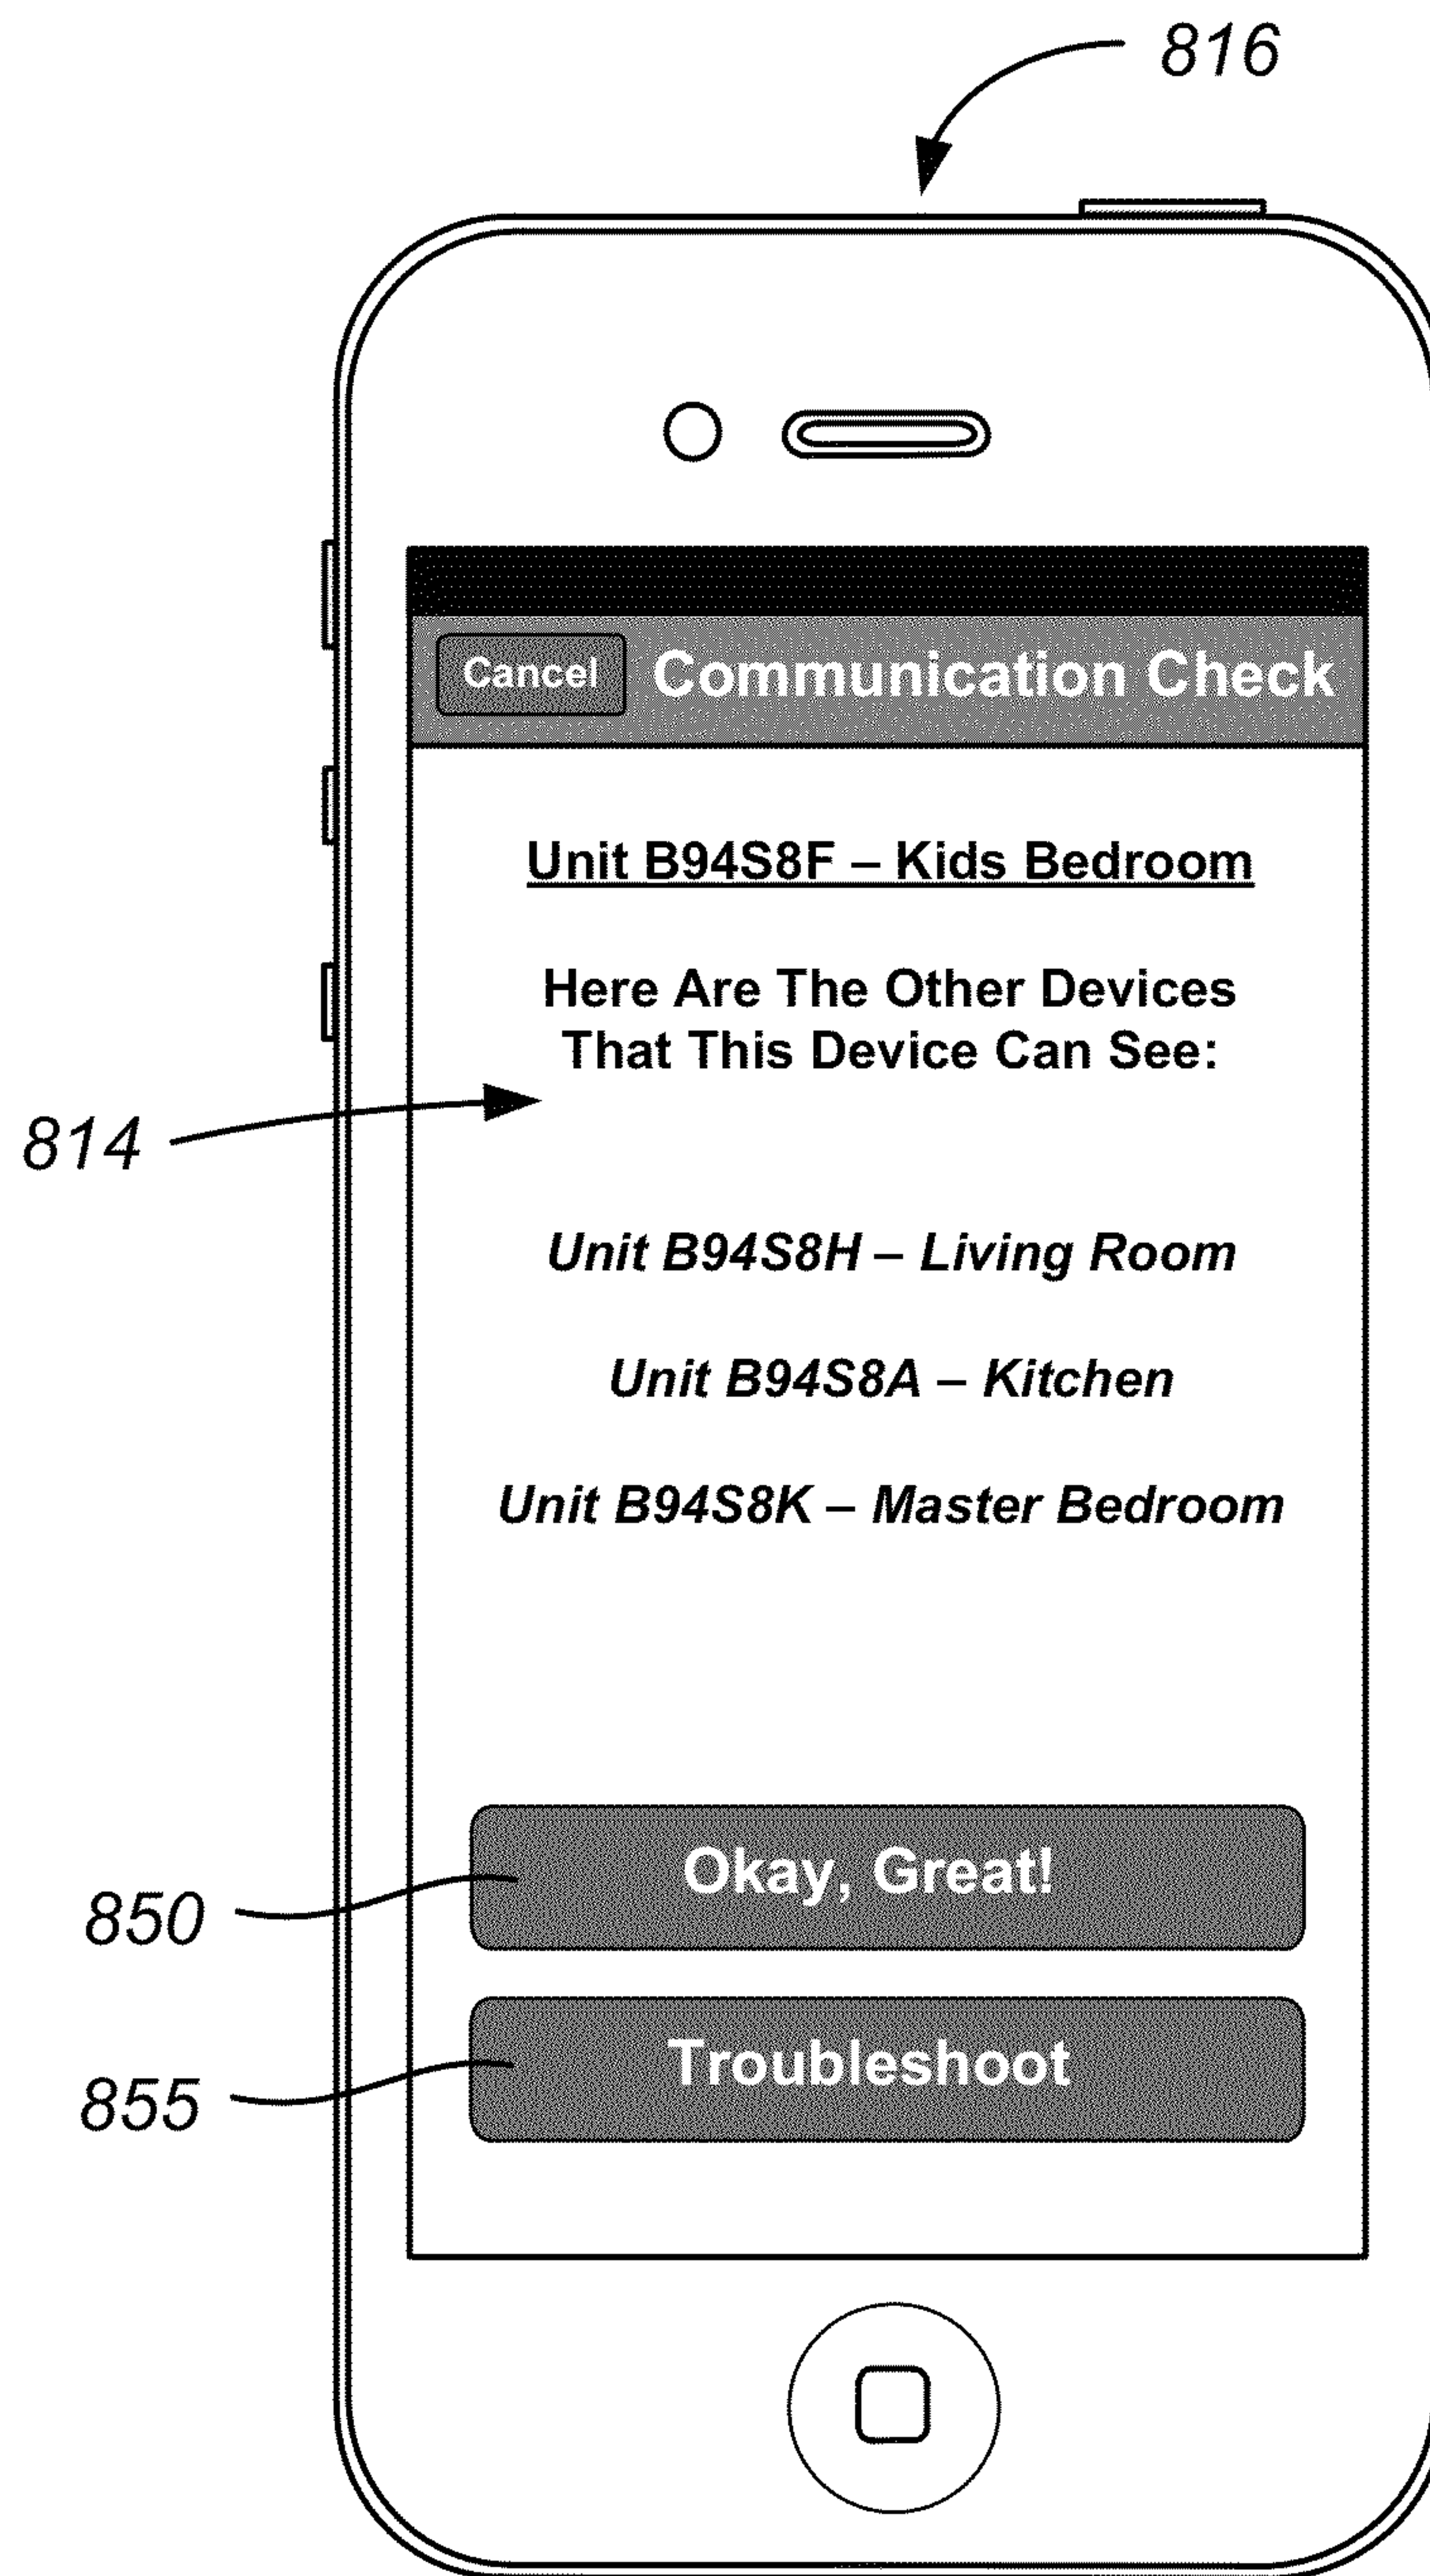 816
Cancel Communication Check
Unit B94S8F – Kids Bedroom
Here Are The Other Devices
That This Device Can See:
814
Unit B94S8H – Living Room
Unit B94S8A – Kitchen
Unit B94S8K – Master Bedroom
Okay, Great!
850
Troubleshoot
855